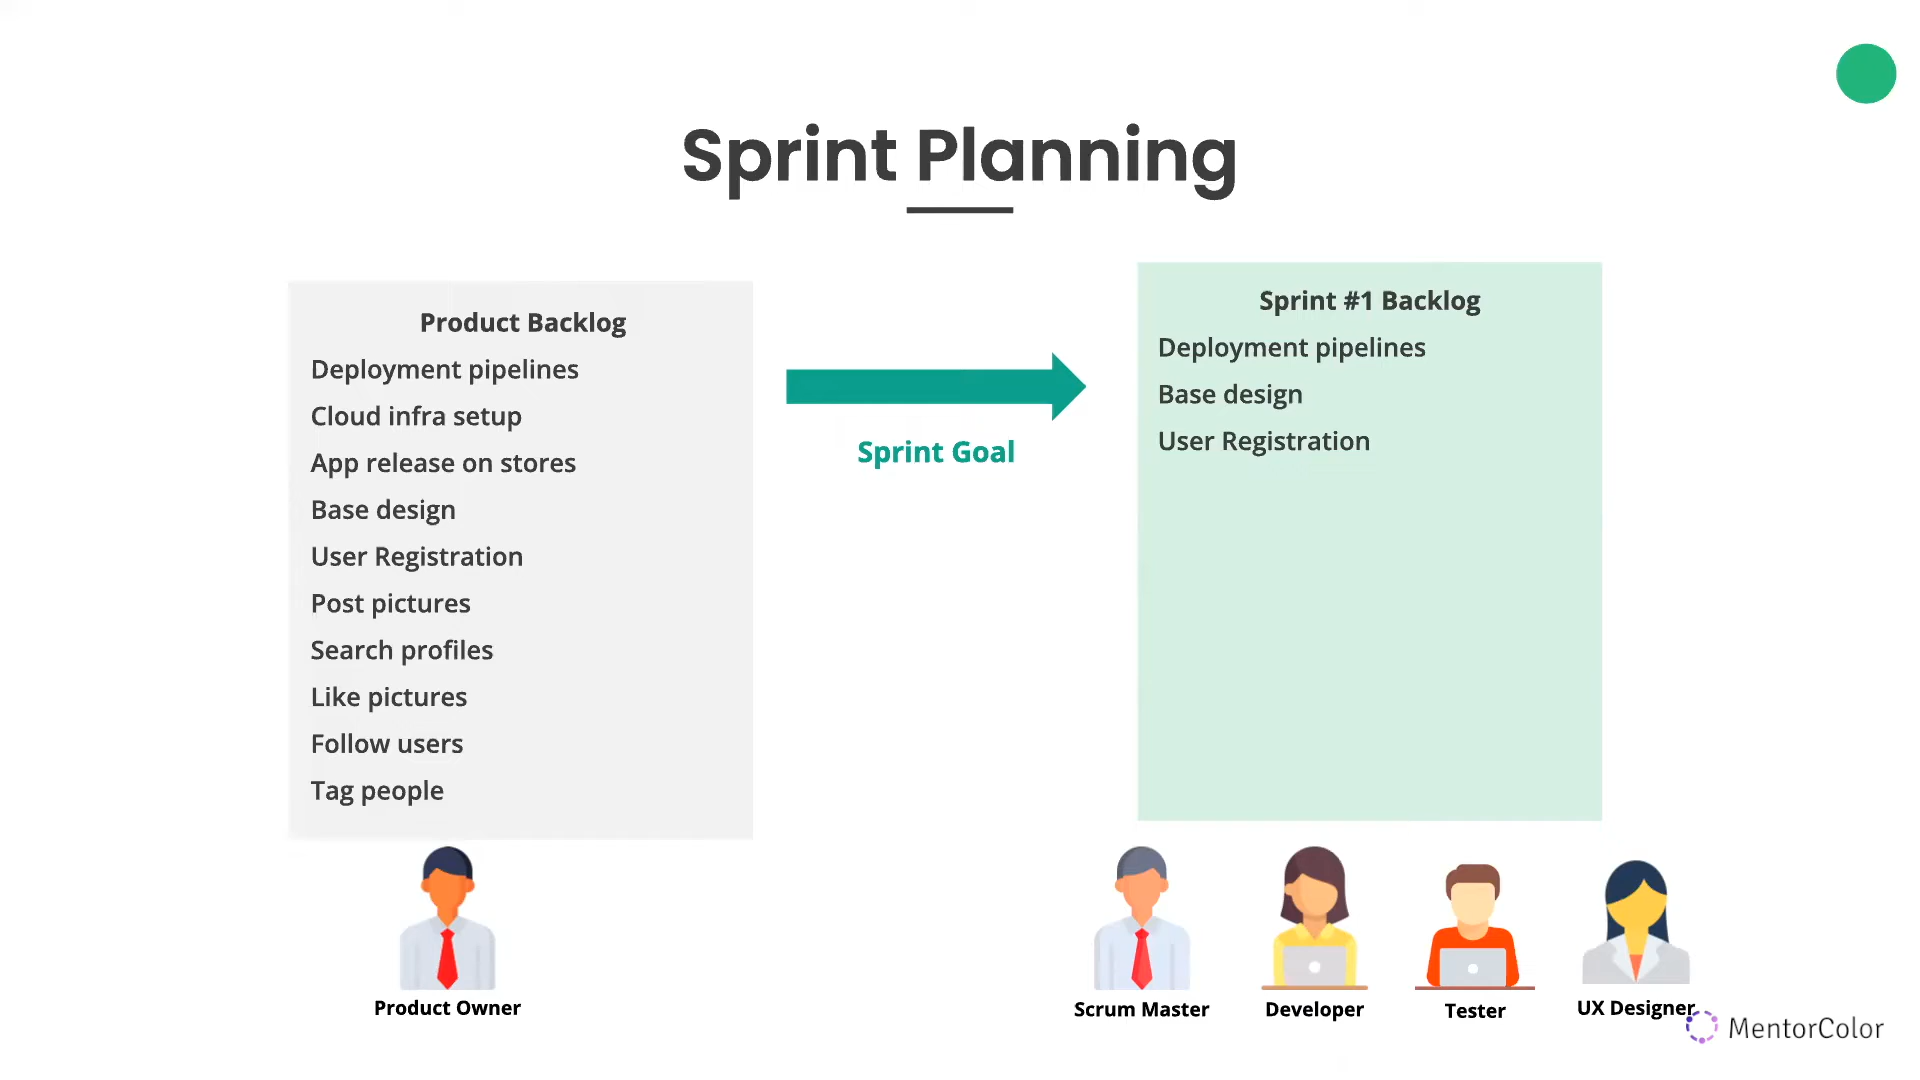 Sprint Planning
Product Backlog
Deployment pipelines
Cloud infra setup
App release on stores
Base design
User Registration
Post pictures
Search profiles
Like pictures
Follow users
Tag people
Sprint Goal
Sprint #1 Backlog
Deployment pipelines
Base design
User Registration
Product Owner
Scrum Master
Developer
Tester
UX Designer
MentorColor